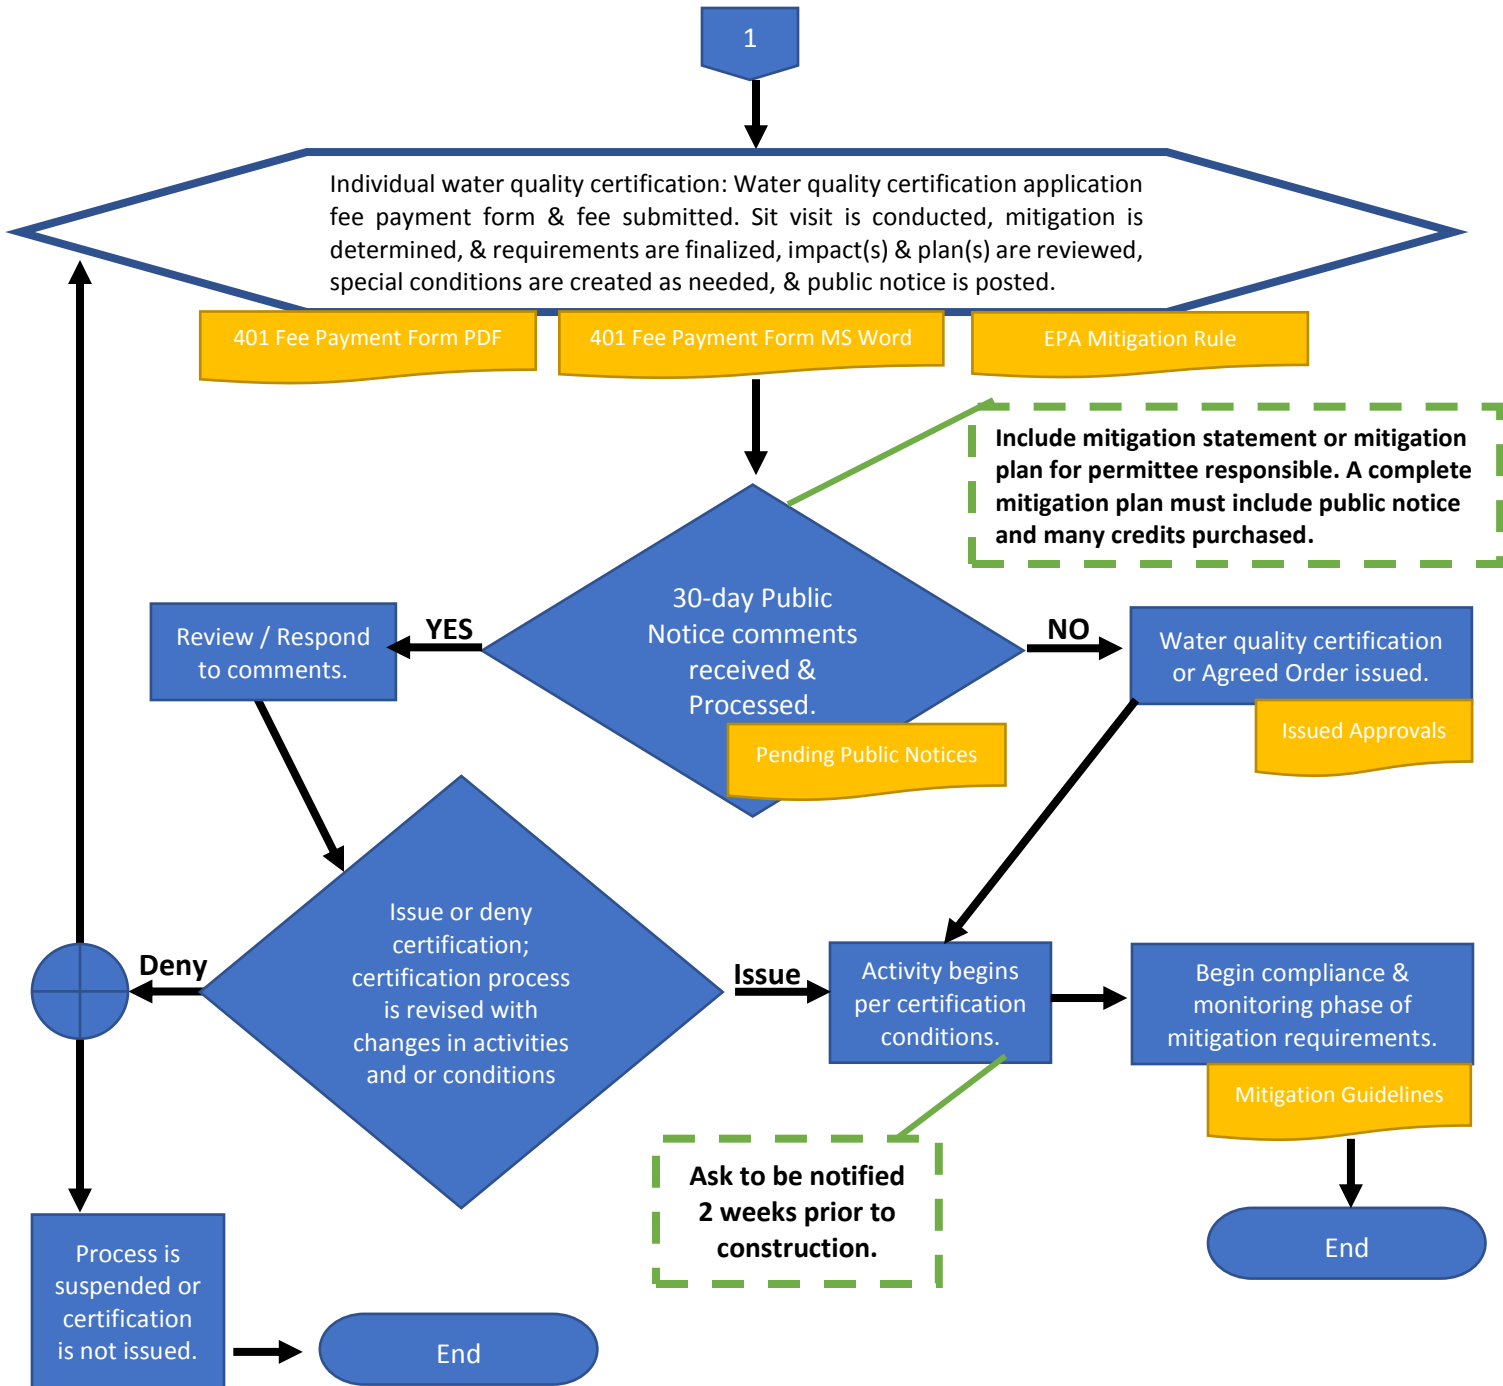 1
Individual water quality certification: Water quality certification application
fee payment form & fee submitted. Sit visit is conducted, mitigation is
determined, & requirements are finalized, impact(s) & plan(s) are reviewed,
special conditions are created as needed, & public notice is posted.
401 Fee Payment Form PDF
401 Fee Payment Form MS Word
EPA Mitigation Rule
Include mitigation statement or mitigation
plan for permittee responsible. A complete
mitigation plan must include public notice
and many credits purchased.
30-day Public
Notice comments
received &
Processed.
YES
NO
Review / Respond
to comments.
Water quality certification
or Agreed Order issued.
Pending Public Notices
Issued Approvals
Issue or deny
certification;
certification process
is revised with
changes in activities
and or conditions
Deny
Issue
Activity begins
per certification
conditions.
Begin compliance &
monitoring phase of
mitigation requirements.
Mitigation Guidelines
Ask to be notified
2 weeks prior to
construction.
End
Process is
suspended or
certification
is not issued.
End